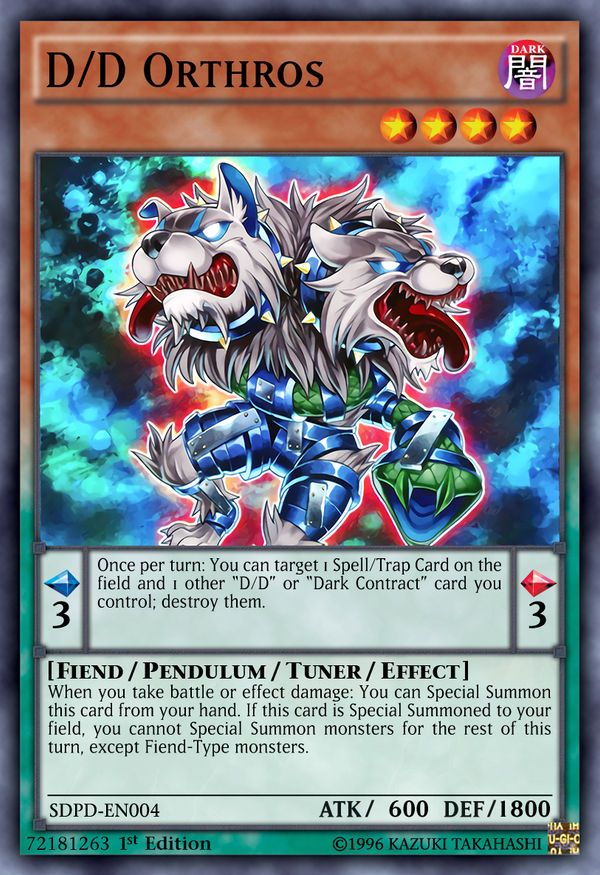 D/D Orthros
DARK
闇
Once per turn: You can target 1 Spell/Trap Card on the
field and 1 other "D/D" or "Dark Contract" card you
control; destroy them.
3
3
[Fiend / Pendulum / Tuner / Effect]
When you take battle or effect damage: You can Special Summon
this card from your hand. If this card is Special Summoned to your
field, you cannot Special Summon monsters for the rest of this
turn, except Fiend-Type monsters.
SDPD-EN004 ATK/ 600 DEF/1800
72181263 1st Edition ©1996 KAZUKI TAKAHASHI